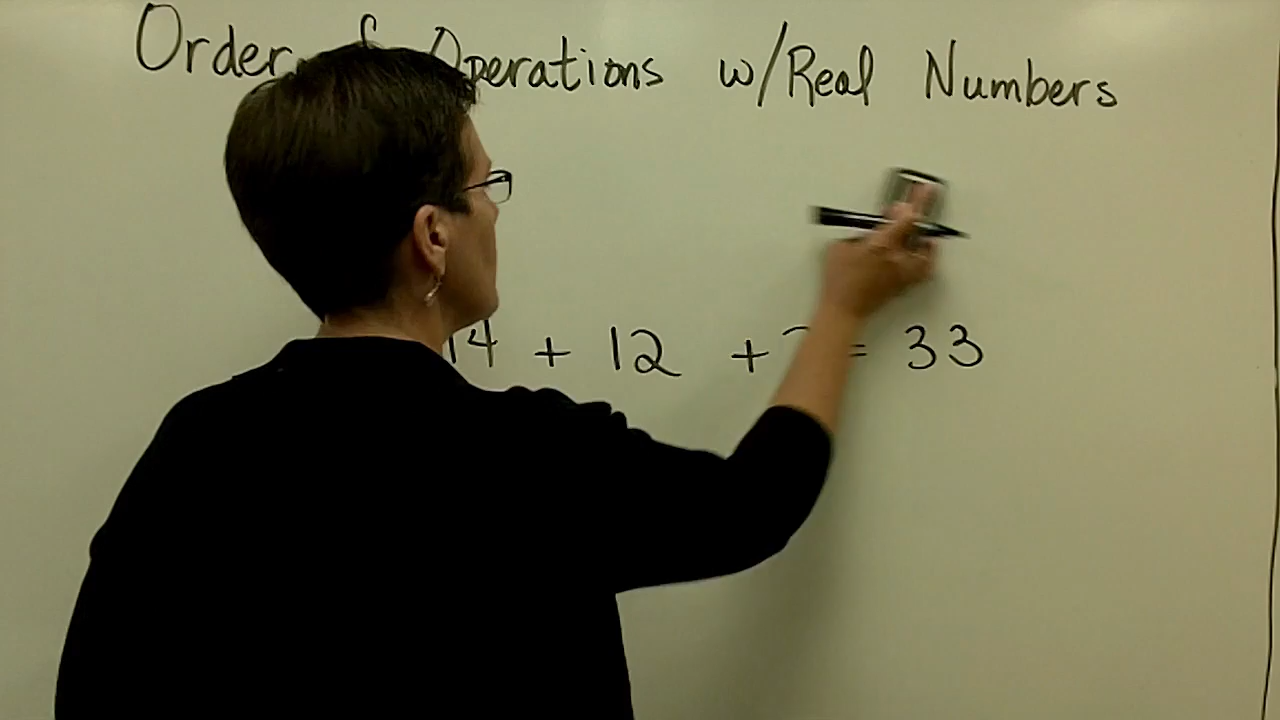 Order Operations w/Real Numbers
14 + 12 + = 33